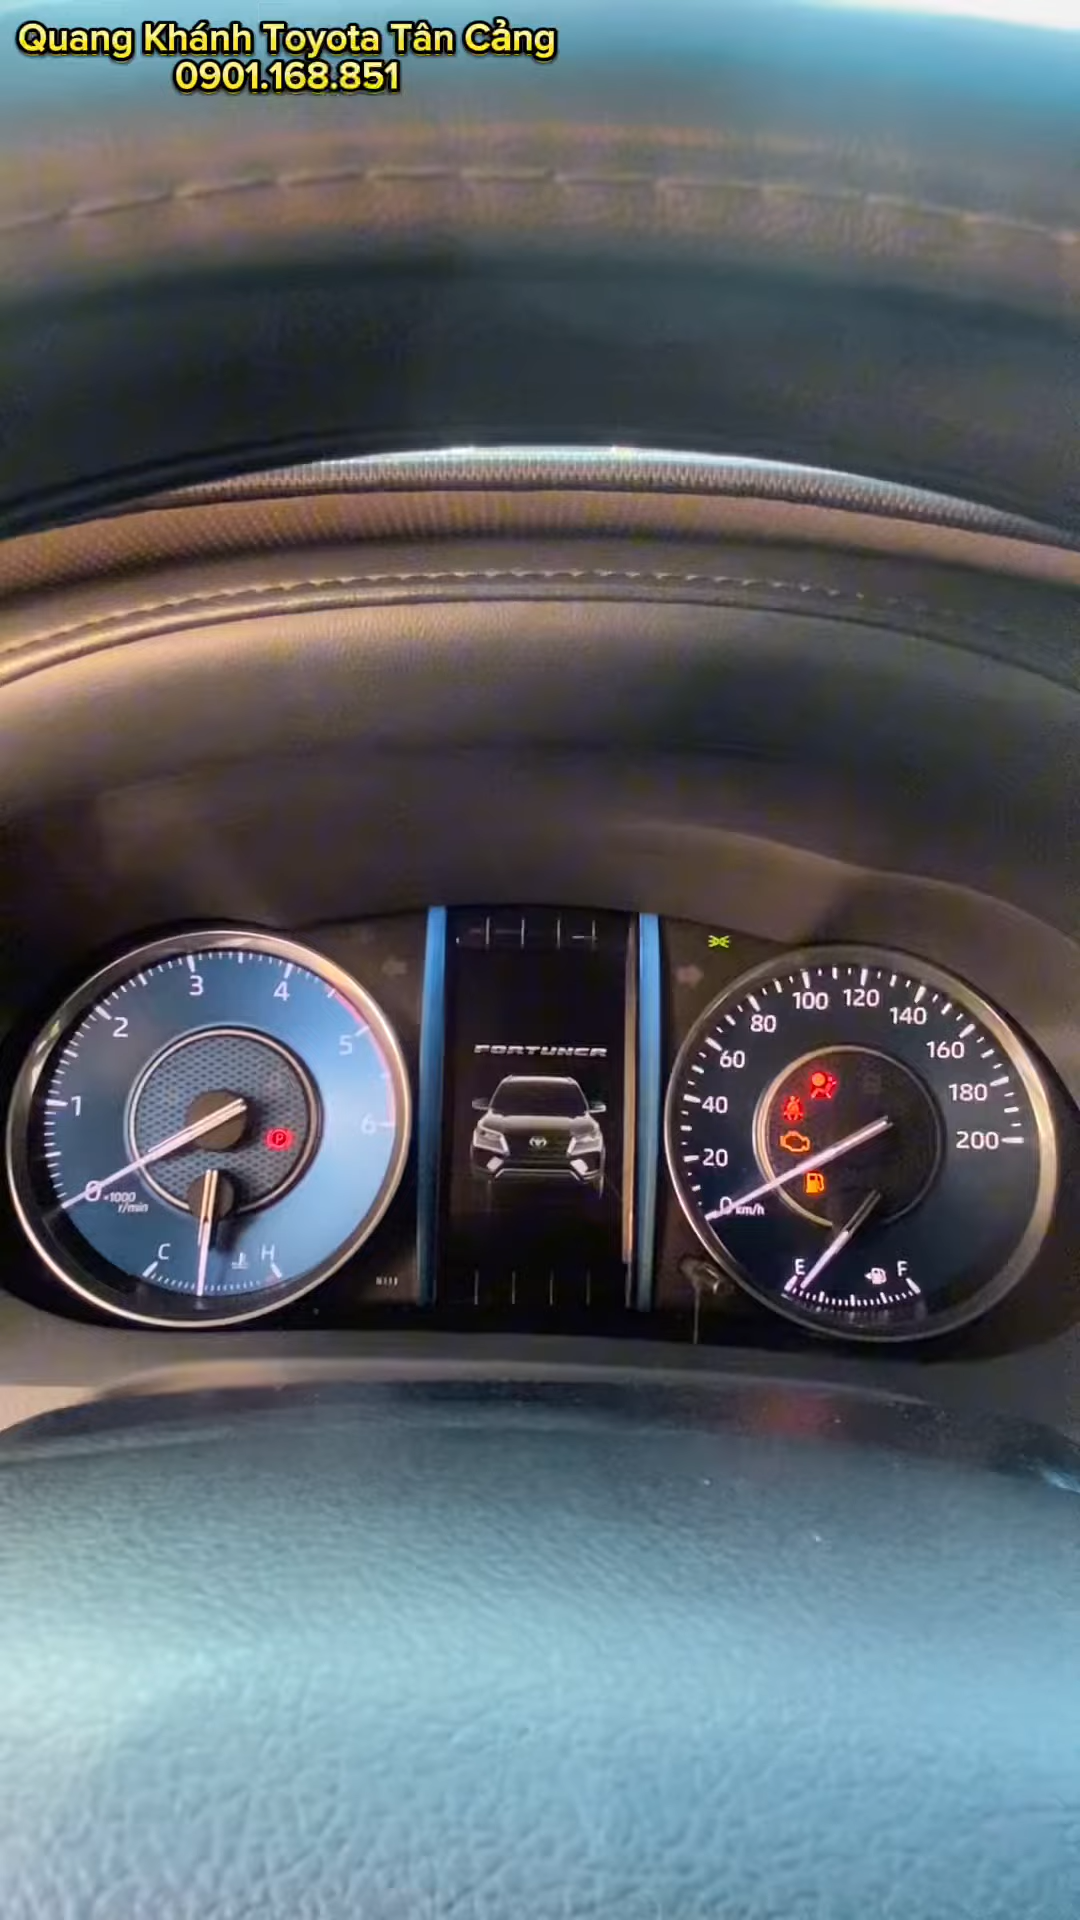 Quang Khánh Toyota Tân Cảng
0901.168.851
FORTUNER
0
1
2
3
4
5
6
×1000
r/min
C
H
P
0
20
40
60
80
100
120
140
160
180
200
km/h
E
F